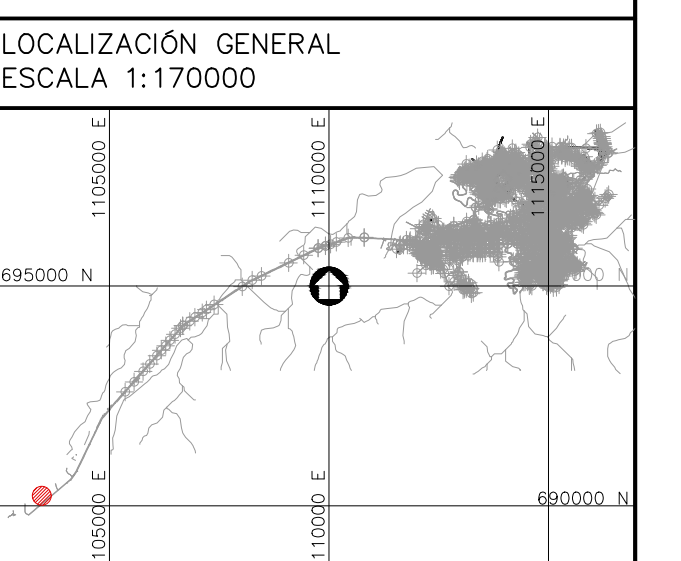 LOCALIZACIÓN GENERAL
ESCALA 1:170000
1105000 E
1110000 E
1115000 E
695000 N
690000 N
105000 E
110000 E